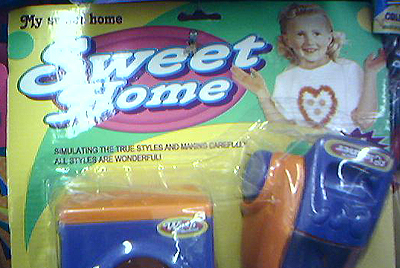 My sweet home
Sweet
Home
SIMULATING THE TRUE STYLES AND MAKING CAREFULLY
ALL STYLES ARE WONDERFUL!